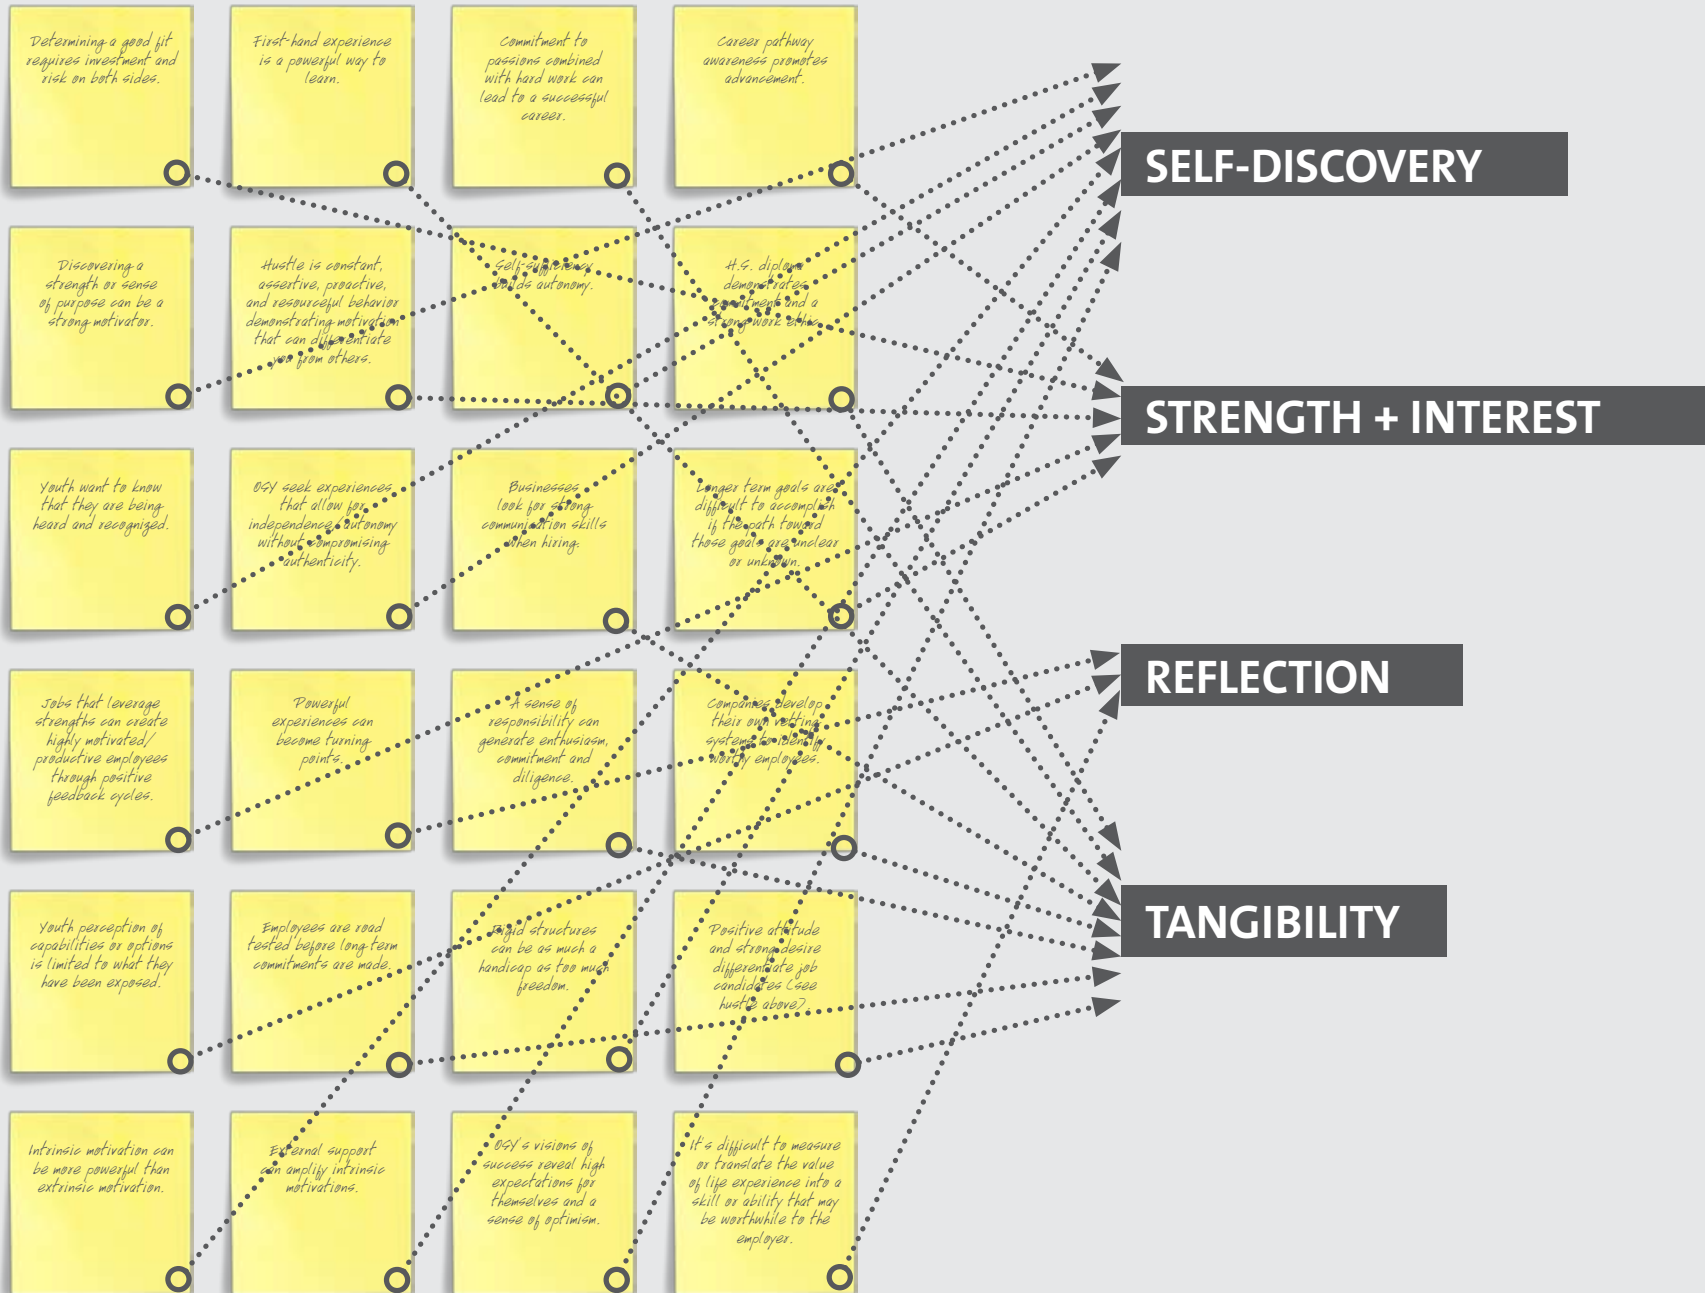 Determining a good fit
requires investment and
risk on both sides.
First-hand experience
is a powerful way to
learn.
Commitment to
passions combined
with hard work can
lead to a successful
career.
Career pathway
awareness promotes
advancement.
SELF-DISCOVERY
Discovering a
strength or sense
of purpose can be a
strong motivator.
Hustle is constant,
assertive, proactive,
and resourceful behavior
demonstrating motivation
that can differentiate
you from others.
Self-sufficiency
builds autonomy.
H.S. diploma
demonstrates
commitment and a
strong work ethic.
STRENGTH + INTEREST
Youth want to know
that they are being
heard and recognized.
OSY seek experiences
that allow for
independence, autonomy
without compromising
authenticity.
Businesses
look for strong
communication skills
when hiring.
Longer term goals are
difficult to accomplish
if the path toward
those goals are unclear
or unknown.
REFLECTION
Jobs that leverage
strengths can create
highly motivated/
productive employees
through positive
feedback cycles.
Powerful
experiences can
become turning
points.
A sense of
responsibility can
generate enthusiasm,
commitment and
diligence.
Companies develop
their own vetting
systems to identify
worthy employees.
TANGIBILITY
Youth perception of
capabilities or options
is limited to what they
have been exposed.
Employees are road
tested before long term
commitments are made.
Rigid structures
can be as much a
handicap as too much
freedom.
Positive attitude
and strong desire
differentiate job
candidates (see
hustle above).
Intrinsic motivation can
be more powerful than
extrinsic motivation.
External support
can amplify intrinsic
motivations.
OSY's visions of
success reveal high
expectations for
themselves and a
sense of optimism.
It's difficult to measure
or translate the value
of life experience into a
skill or ability that may
be worthwhile to the
employer.